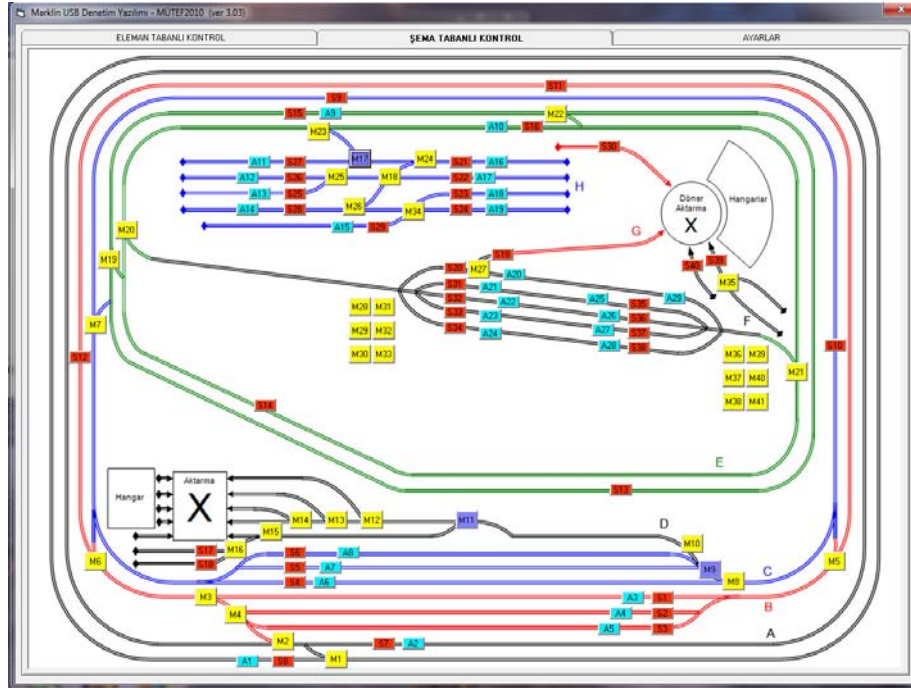 Marklin USB Denetim Yazılımı - MÜTEF2010 (ver 3.03)
ELEMAN TABANLI KONTROL
ŞEMA TABANLI KONTROL
AYARLAR
S11
S9
S15 A9
M22
M23
A10 S16
S30
M17
M24
A11 S27
S21 A16
A12 S26
M25
M18
S22 A17
H
A13 S25
S23 A18
A14 S28
M26
M34
S24 A19
A15 S29
Döner
Aktarma
X
Hangarlar
G
M20
S19
S40
S39
M19
S20
M27
A20
M35
S31
A21
A25
S35
A29
S32
A22
A26
S36
S33
A23
A27
S37
S34
A24
A28
S38
F
M28 M31
M29 M32
M30 M33
M7
S12
S10
M36 M39
M37 M40
M38 M41
M21
S14
E
S13
Hangar
Aktarma
X
M14 M13 M12
M11
D
M15
M16
S17
S18
M10
M9
M8
S6 A8
S5 A7
S4 A6
C
M6
M5
M3
A3 S1
B
M4
A4 S2
A5 S3
A
M2
S7 A2
A1 S8
M1